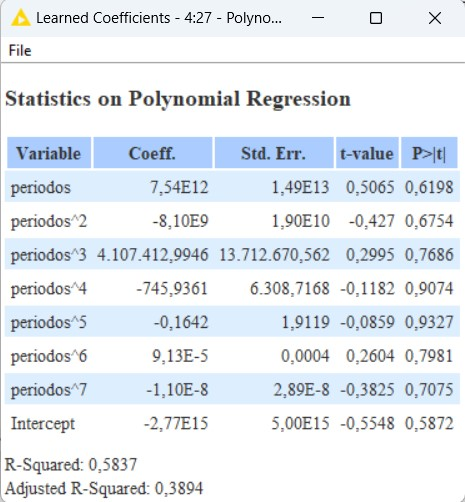 Learned Coefficients - 4:27 - Polyno...
File
Statistics on Polynomial Regression
Variable Coeff. Std. Err. t-value P>|t|
periodos 7,54E12 1,49E13 0,5065 0,6198
periodos^2 -8,10E9 1,90E10 -0,427 0,6754
periodos^3 4.107.412,9946 13.712.670,562 0,2995 0,7686
periodos^4 -745,9361 6.308,7168 -0,1182 0,9074
periodos^5 -0,1642 1,9119 -0,0859 0,9327
periodos^6 9,13E-5 0,0004 0,2604 0,7981
periodos^7 -1,10E-8 2,89E-8 -0,3825 0,7075
Intercept -2,77E15 5,00E15 -0,5548 0,5872
R-Squared: 0,5837
Adjusted R-Squared: 0,3894